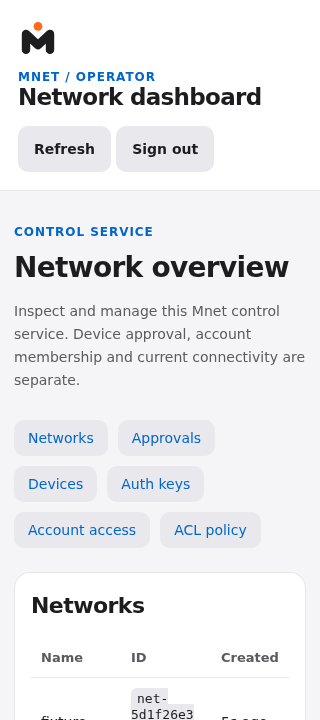 MNET / OPERATOR
Network dashboard
Refresh Sign out
CONTROL SERVICE
Network overview
Inspect and manage this Mnet control
service. Device approval, account
membership and current connectivity are
separate.
Networks Approvals
Devices Auth keys
Account access ACL policy
Networks
Name ID Created
net-
5d1f26e3